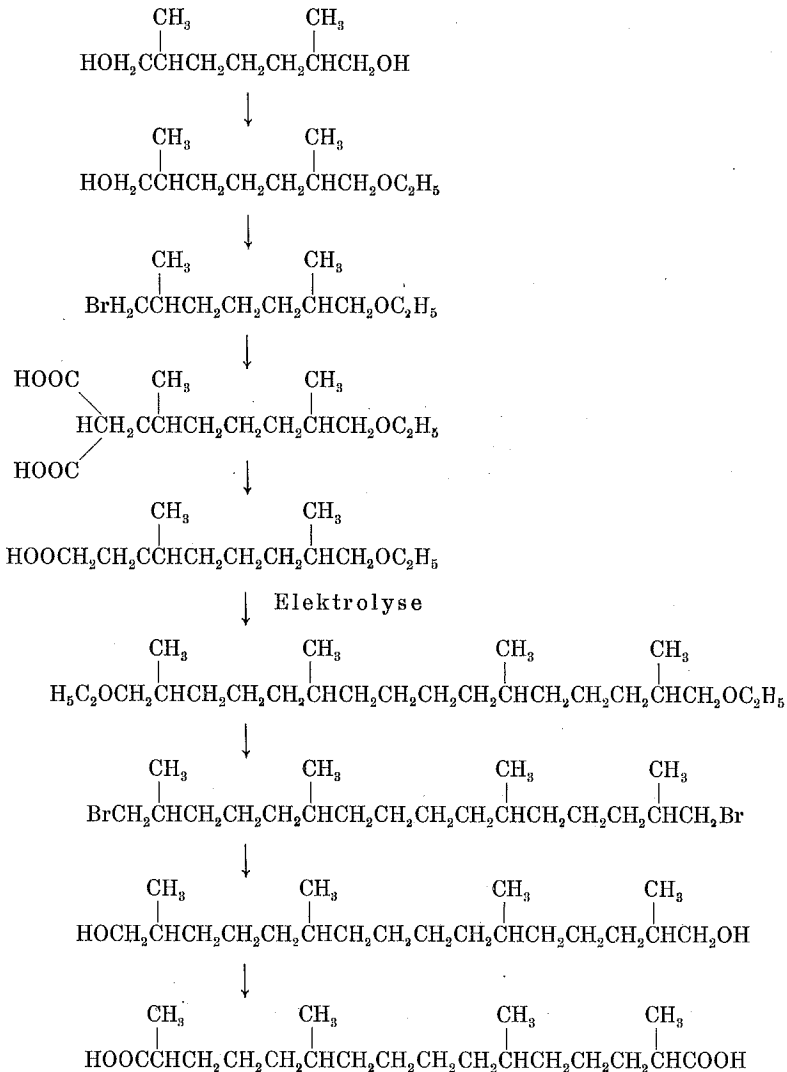 CH₃ CH₃
HOH₂CCHCH₂CH₂CH₂CHCH₂OH
↓
CH₃ CH₃
HOH₂CCHCH₂CH₂CH₂CHCH₂OC₂H₅
↓
CH₃ CH₃
BrH₂CCHCH₂CH₂CH₂CHCH₂OC₂H₅
↓
HOOC CH₃ CH₃
HCH₂CCHCH₂CH₂CH₂CHCH₂OC₂H₅
HOOC
↓
CH₃ CH₃
HOOCH₂CH₂CCHCH₂CH₂CH₂CHCH₂OC₂H₅
↓ Elektrolyse
CH₃ CH₃ CH₃ CH₃
H₅C₂OCH₂CHCH₂CH₂CH₂CHCH₂CH₂CH₂CH₂CHCH₂CH₂CH₂CHCH₂OC₂H₅
↓
CH₃ CH₃ CH₃ CH₃
BrCH₂CHCH₂CH₂CH₂CHCH₂CH₂CH₂CH₂CHCH₂CH₂CH₂CHCH₂Br
↓
CH₃ CH₃ CH₃ CH₃
HOCH₂CHCH₂CH₂CH₂CHCH₂CH₂CH₂CH₂CHCH₂CH₂CH₂CHCH₂OH
↓
CH₃ CH₃ CH₃ CH₃
HOOCCHCH₂CH₂CH₂CHCH₂CH₂CH₂CH₂CHCH₂CH₂CH₂CHCOOH